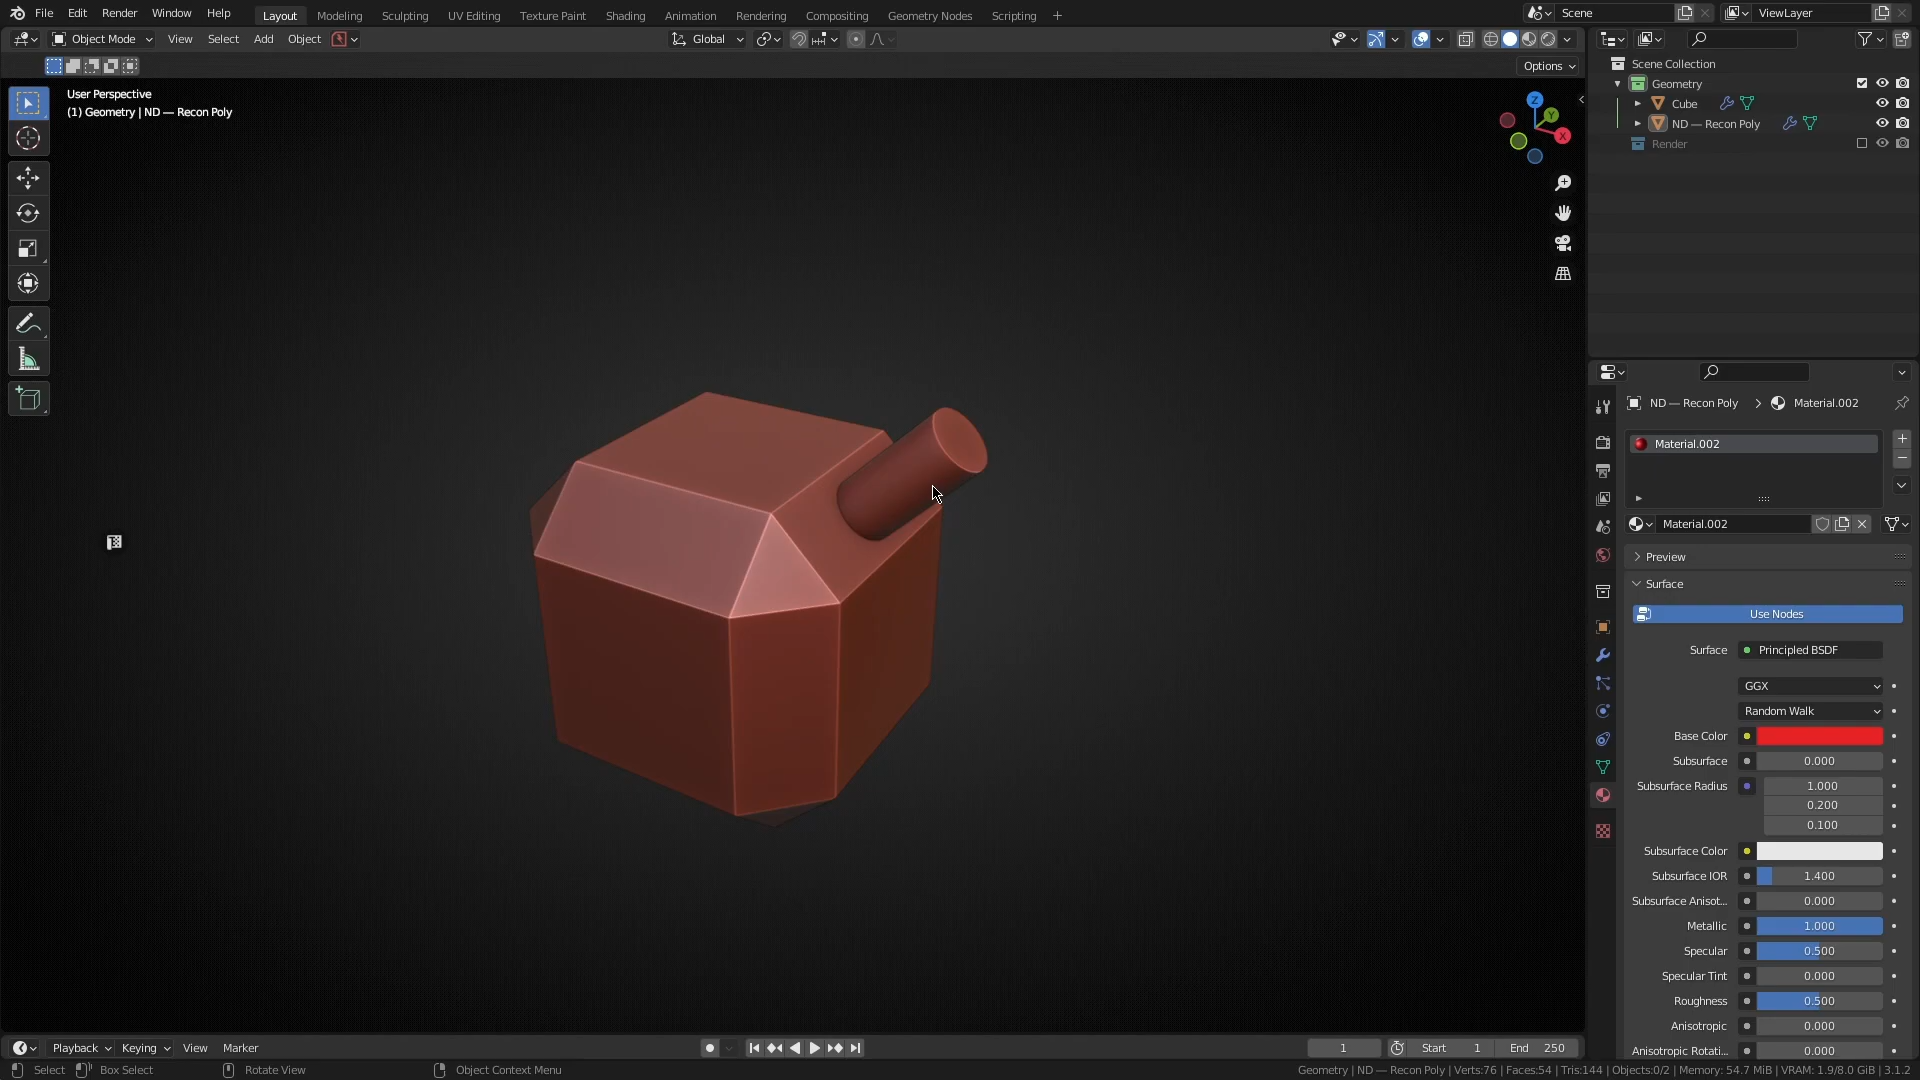 File Edit Render Window Help Layout Modeling Sculpting UV Editing Texture Paint Shading Animation Rendering Compositing Geometry Nodes Scripting + Scene ViewLayer
Object Mode View Select Add Object Global
Options
User Perspective
(1) Geometry | ND — Recon Poly
Z
Y
X
Scene Collection
Geometry
Cube
ND — Recon Poly
Render
ND — Recon Poly > Material.002
Material.002
Material.002
Preview
Surface
Use Nodes
Surface Principled BSDF
GGX
Random Walk
Base Color
Subsurface 0.000
Subsurface Radius 1.000
0.200
0.100
Subsurface Color
Subsurface IOR 1.400
Subsurface Anisot... 0.000
Metallic 1.000
Specular 0.500
Specular Tint 0.000
Roughness 0.500
Anisotropic 0.000
Anisotropic Rotati... 0.000
Playback Keying View Marker 1 Start 1 End 250
Select Box Select Rotate View Object Context Menu Geometry | ND — Recon Poly | Verts:76 | Faces:54 | Tris:144 | Objects:0/2 | Memory: 54.7 MiB | VRAM: 1.9/8.0 GiB | 3.1.2